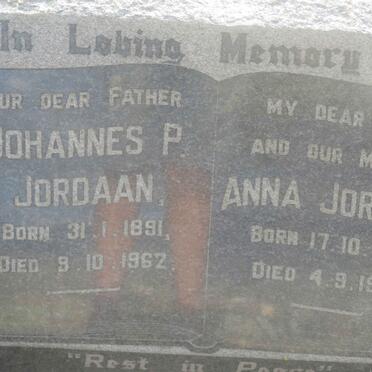 In Loving Memory
OUR DEAR FATHER
JOHANNES P.
JORDAAN,
BORN 31.1.1891,
DIED 9.10.1962.
MY DEAR
AND OUR M
ANNA JOR
BORN 17.10.
DIED 4.9.19
"Rest in Peace"